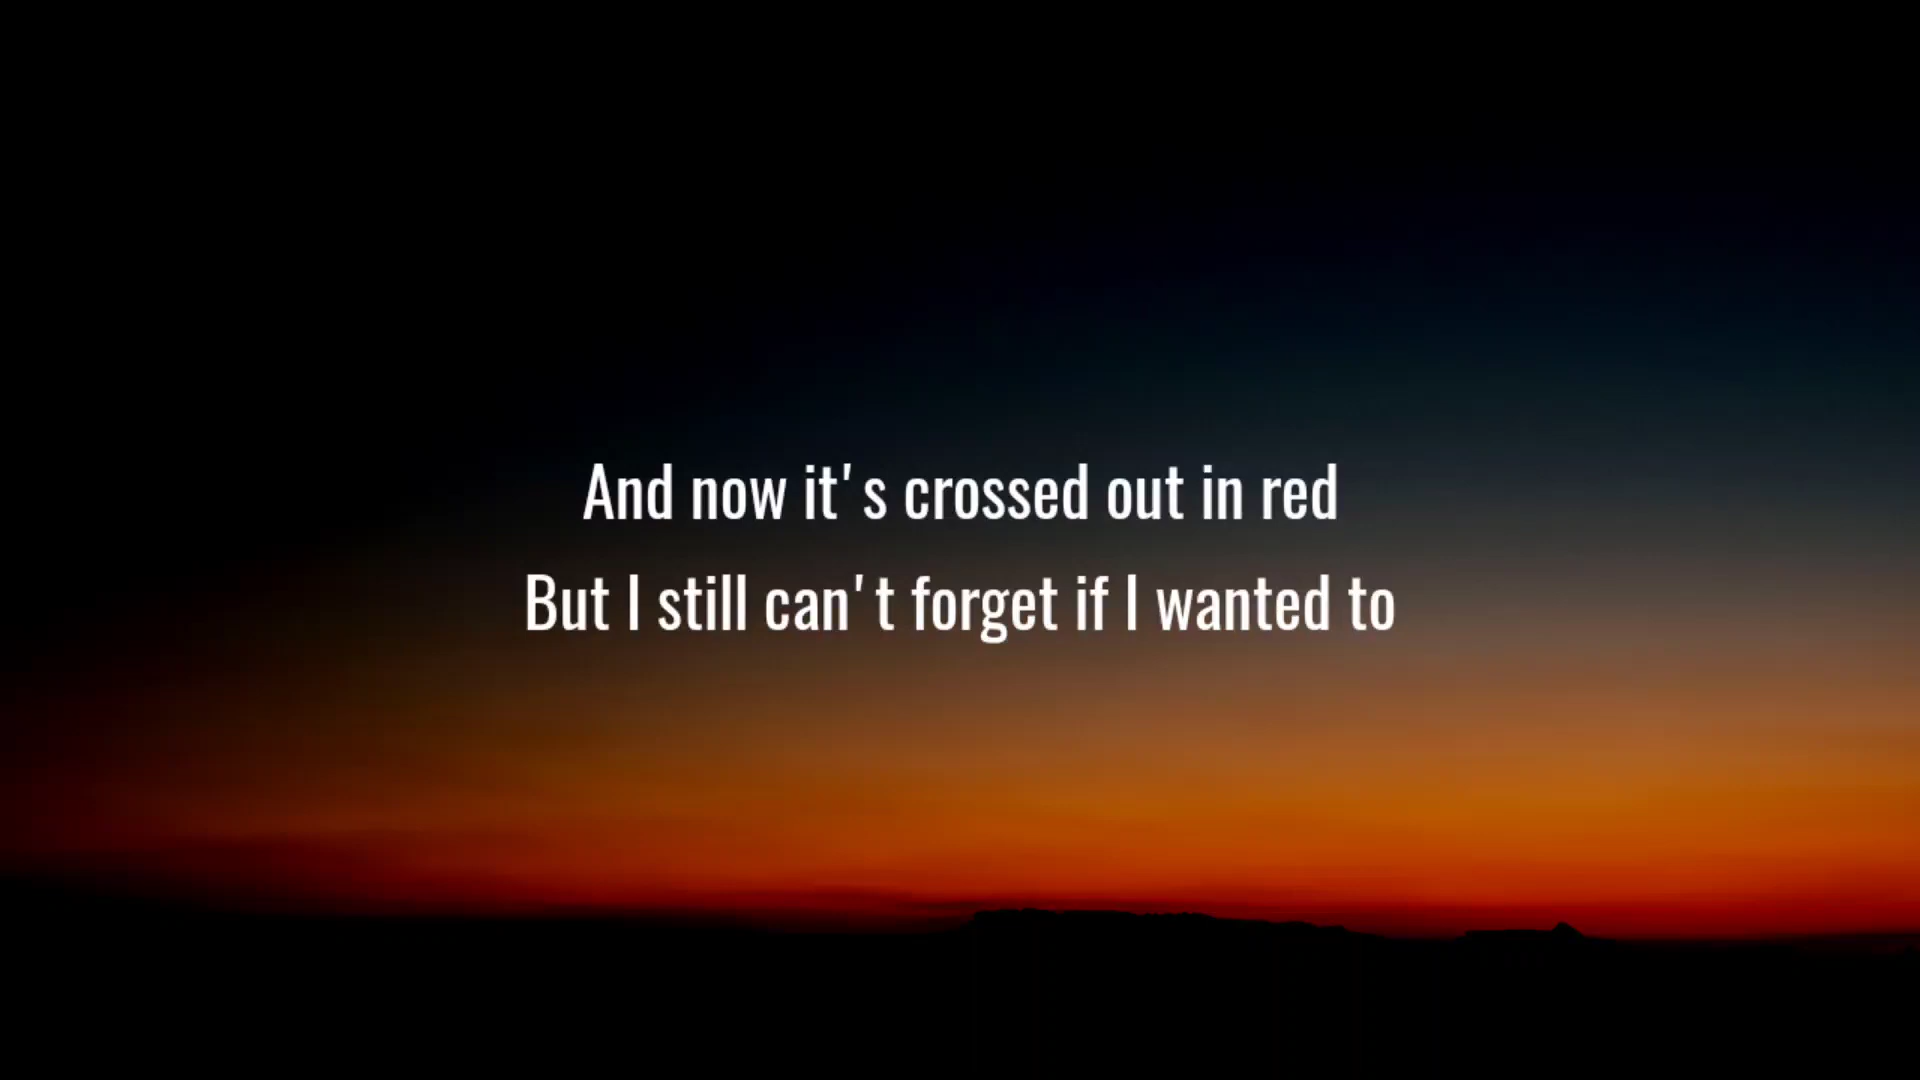 And now it's crossed out in red
But I still can't forget if I wanted to